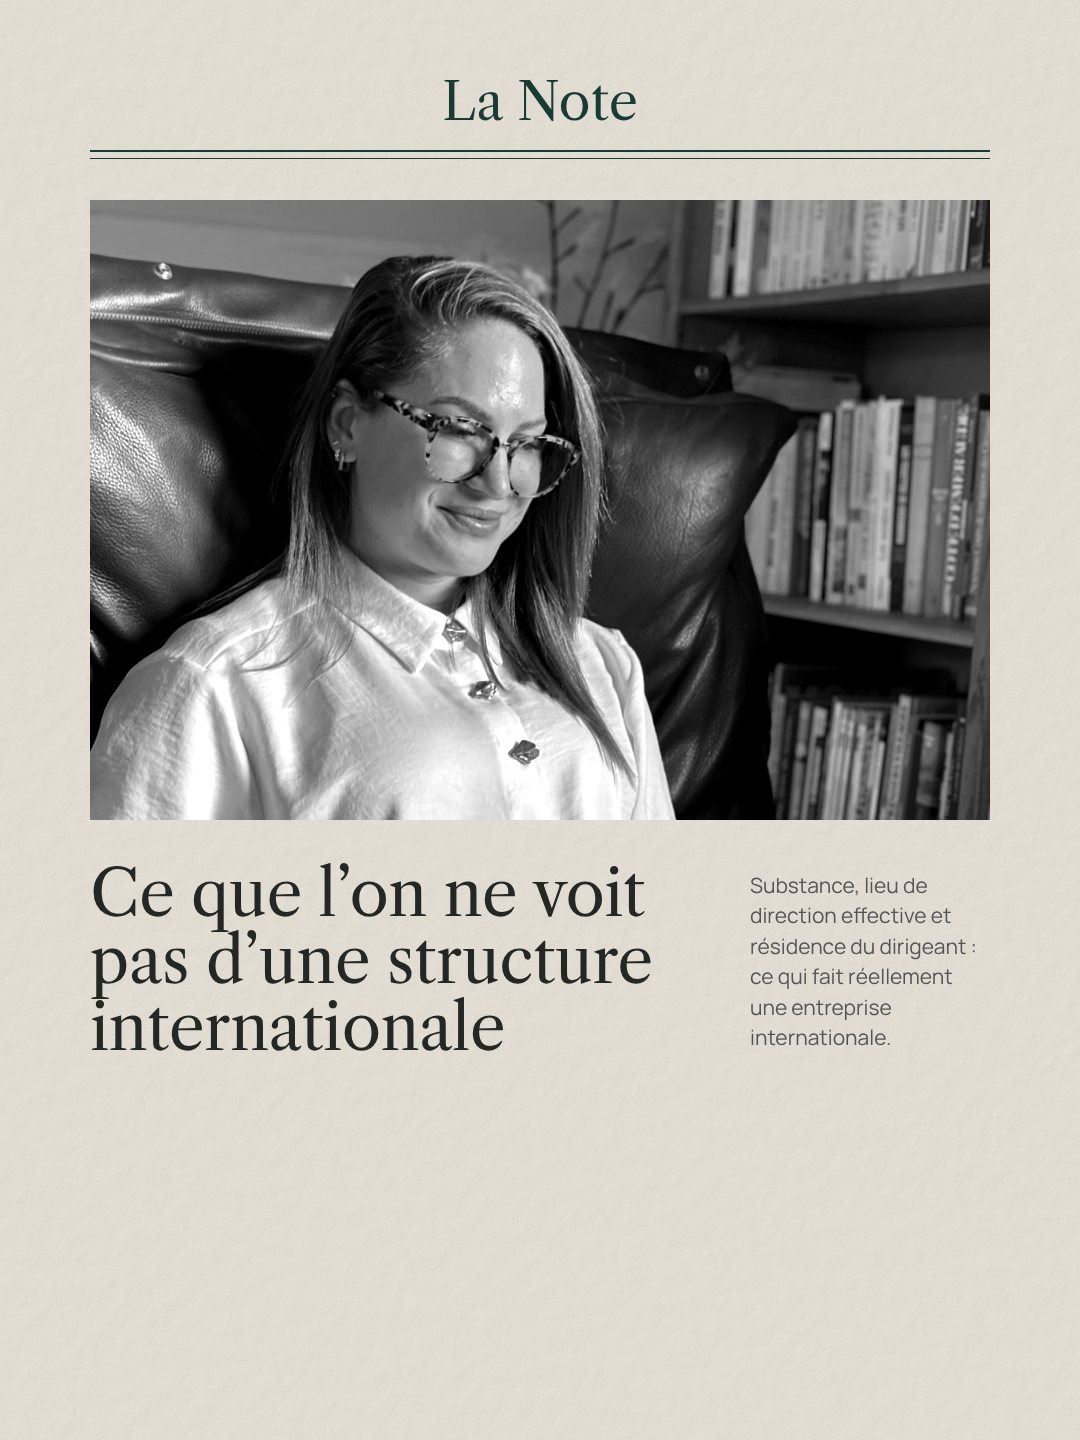 La Note
Ce que l’on ne voit
pas d’une structure
internationale
Substance, lieu de
direction effective et
résidence du dirigeant :
ce qui fait réellement
une entreprise
internationale.